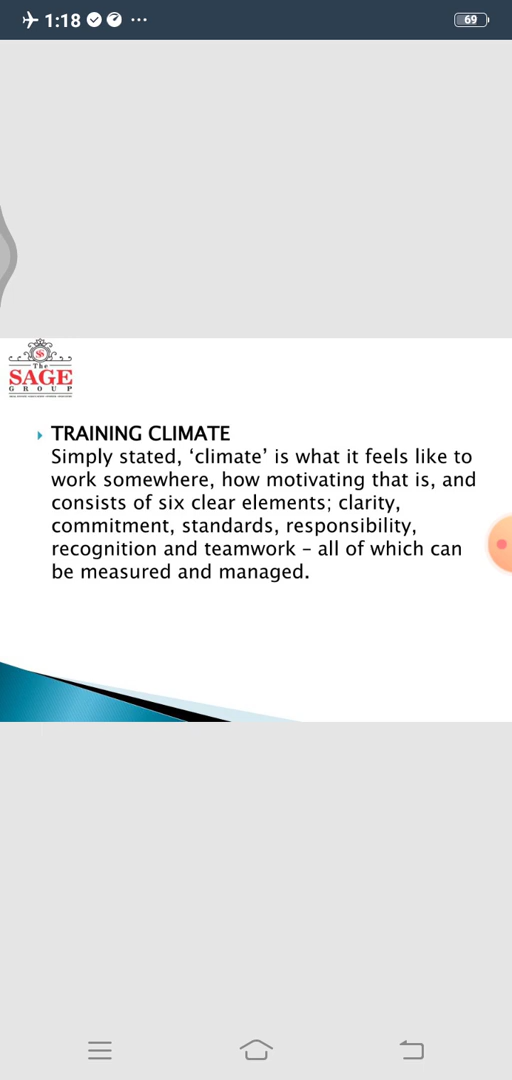 1:18
69
The
SAGE
GROUP
TRAINING CLIMATE
Simply stated, ‘climate’ is what it feels like to
work somewhere, how motivating that is, and
consists of six clear elements; clarity,
commitment, standards, responsibility,
recognition and teamwork – all of which can
be measured and managed.